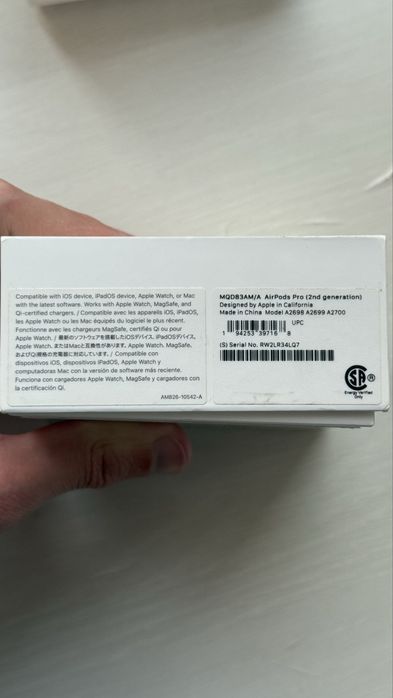 Compatible with iOS device, iPadOS device, Apple Watch, or Mac
with the latest software. Works with Apple Watch, MagSafe, and
Qi-certified chargers. / Compatible avec les appareils iOS, iPadOS,
les Apple Watch ou les Mac équipés du logiciel le plus récent.
Fonctionne avec les chargeurs MagSafe, certifiés Qi ou pour
Apple Watch. / 最新のソフトウェアを搭載したiOSデバイス、iPadOSデバイス、
Apple Watch、またはMacと互換性があります。Apple Watch、MagSafe、
およびQi規格の充電器に対応しています。 / Compatible con
dispositivos iOS, dispositivos iPadOS, Apple Watch y
computadoras Mac con la versión de software más reciente.
Funciona con cargadores Apple Watch, MagSafe y cargadores con
la certificación Qi.
AMB26-10542-A
MQD83AM/A AirPods Pro (2nd generation)
Designed by Apple in California
Made in China Model A2698 A2699 A2700
UPC
1 94253 39716 8
(S) Serial No. RW2LR34LQ7
SA
Energy Verified
Only